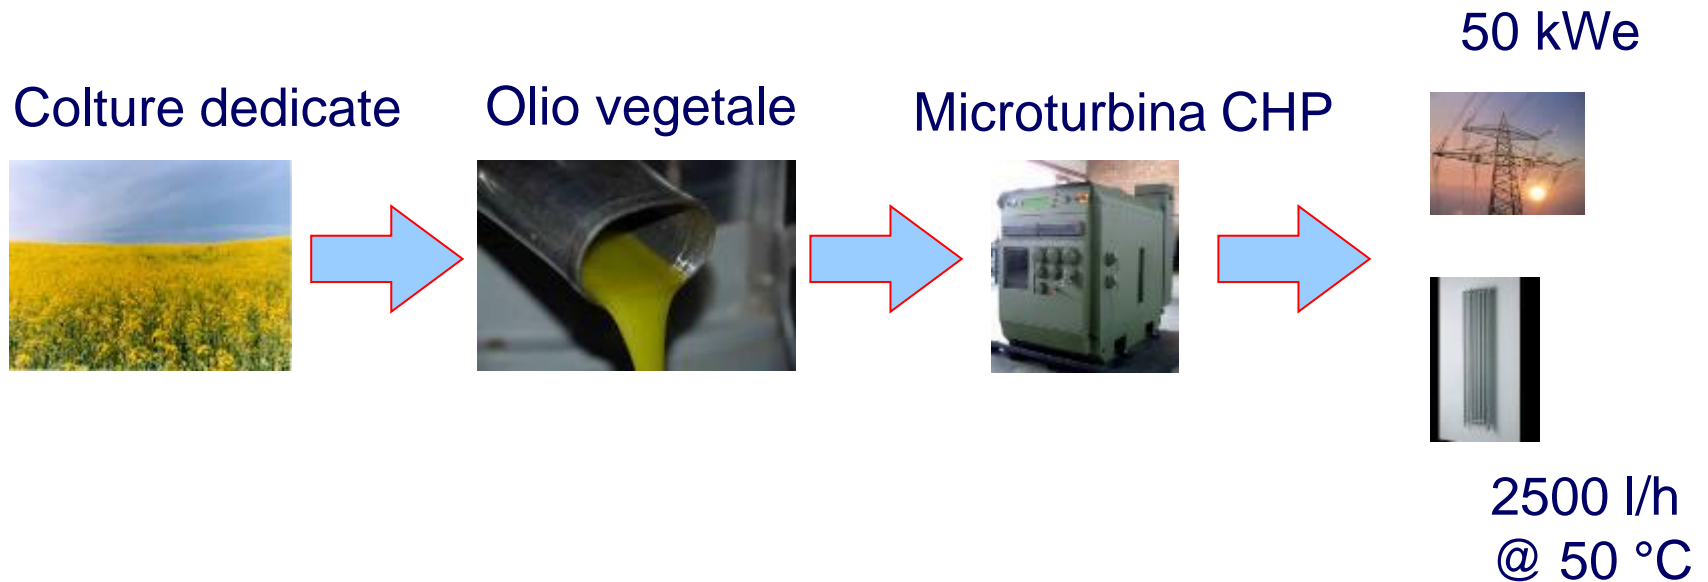 Colture dedicate
Olio vegetale
Microturbina CHP
50 kWe
2500 l/h
@ 50 °C